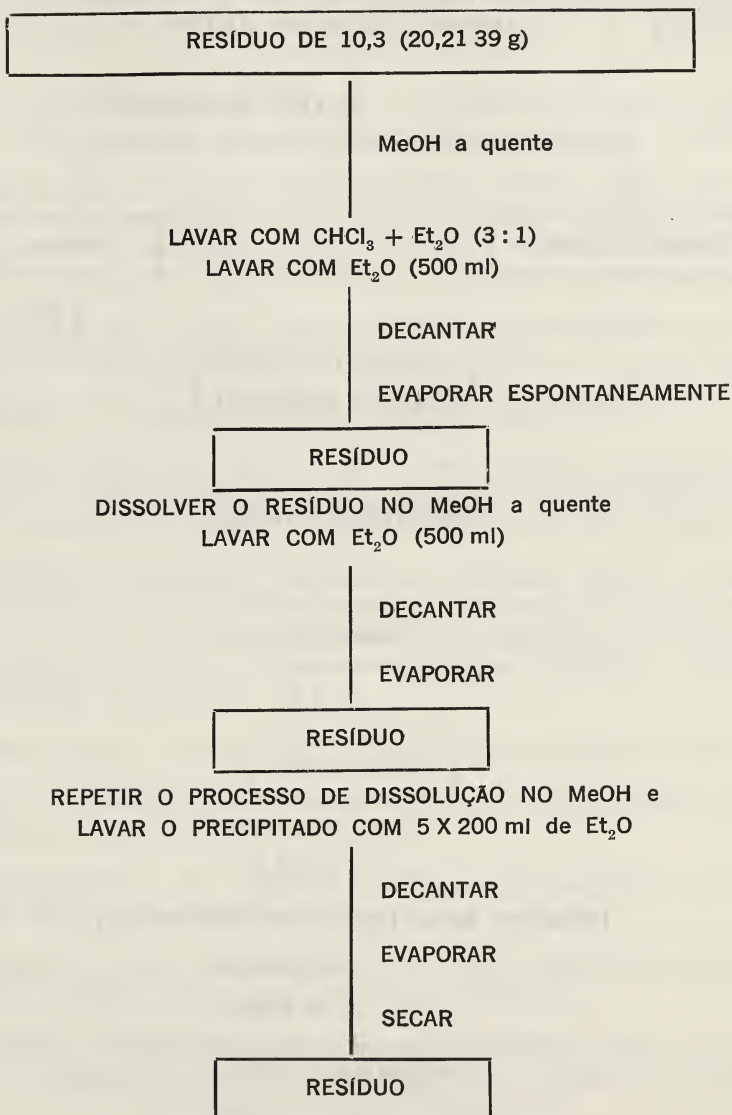 RESÍDUO DE 10,3 (20,21 39 g)
MeOH a quente
LAVAR COM CHCl₃ + Et₂O (3 : 1)
LAVAR COM Et₂O (500 ml)
DECANTAR
EVAPORAR ESPONTANEAMENTE
RESÍDUO
DISSOLVER O RESÍDUO NO MeOH a quente
LAVAR COM Et₂O (500 ml)
DECANTAR
EVAPORAR
RESÍDUO
REPETIR O PROCESSO DE DISSOLUÇÃO NO MeOH e
LAVAR O PRECIPITADO COM 5 X 200 ml de Et₂O
DECANTAR
EVAPORAR
SECAR
RESÍDUO